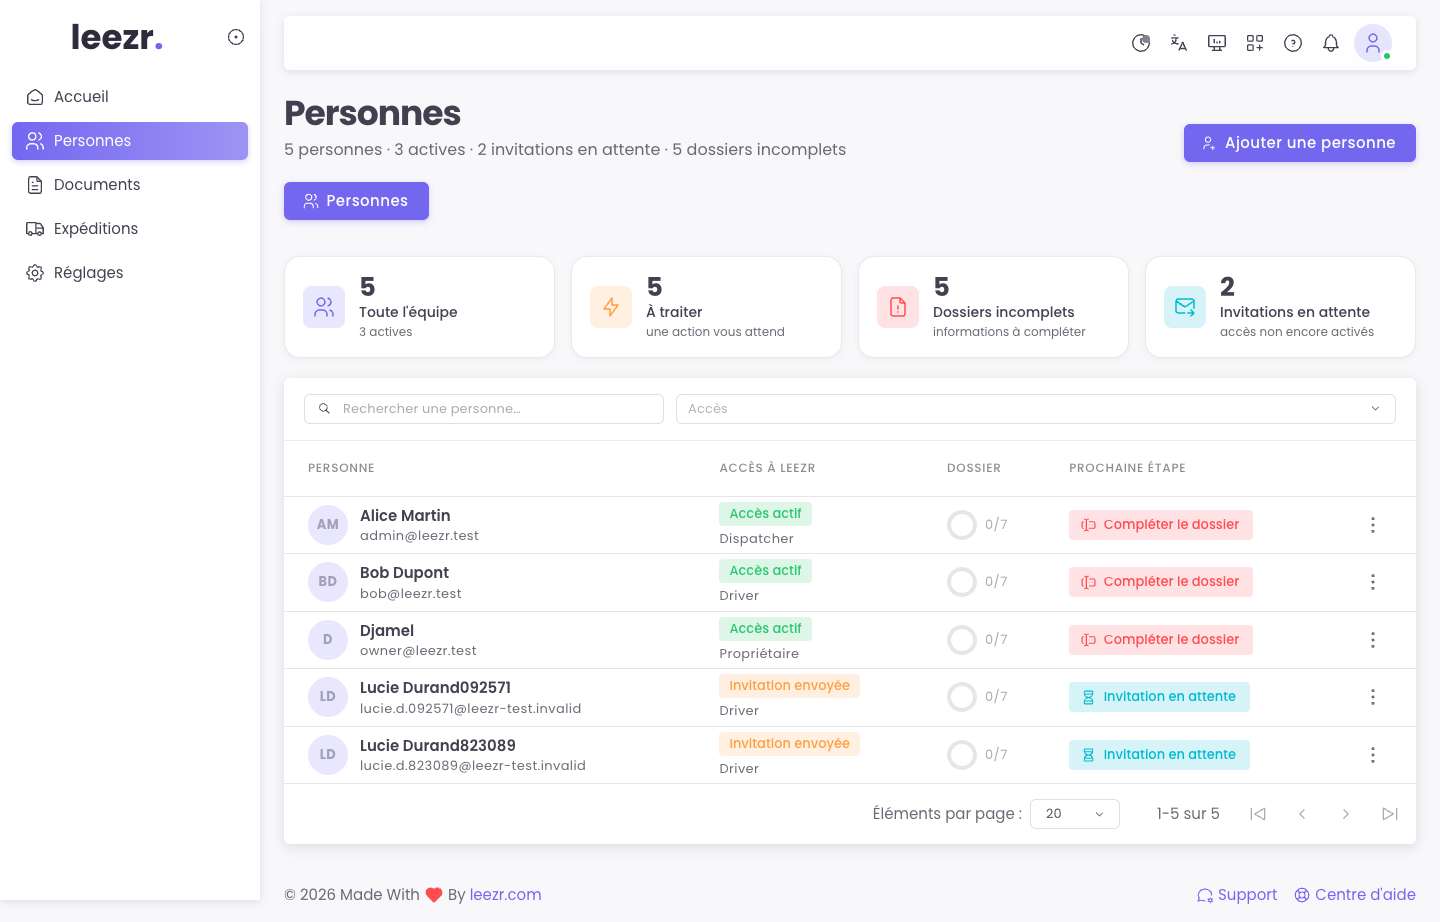 leezr.
Accueil
Personnes
Documents
Expéditions
Réglages
Personnes
5 personnes · 3 actives · 2 invitations en attente · 5 dossiers incomplets
Ajouter une personne
Personnes
5
Toute l'équipe
3 actives
5
À traiter
une action vous attend
5
Dossiers incomplets
informations à compléter
2
Invitations en attente
accès non encore activés
Rechercher une personne…
Accès
PERSONNE ACCÈS À LEEZR DOSSIER PROCHAINE ÉTAPE
AM Alice Martin
admin@leezr.test
Accès actif
Dispatcher
0/7
Compléter le dossier
BD Bob Dupont
bob@leezr.test
Accès actif
Driver
0/7
Compléter le dossier
D Djamel
owner@leezr.test
Accès actif
Propriétaire
0/7
Compléter le dossier
LD Lucie Durand092571
lucie.d.092571@leezr-test.invalid
Invitation envoyée
Driver
0/7
Invitation en attente
LD Lucie Durand823089
lucie.d.823089@leezr-test.invalid
Invitation envoyée
Driver
0/7
Invitation en attente
Éléments par page : 20 1-5 sur 5
© 2026 Made With ❤ By leezr.com
Support Centre d'aide